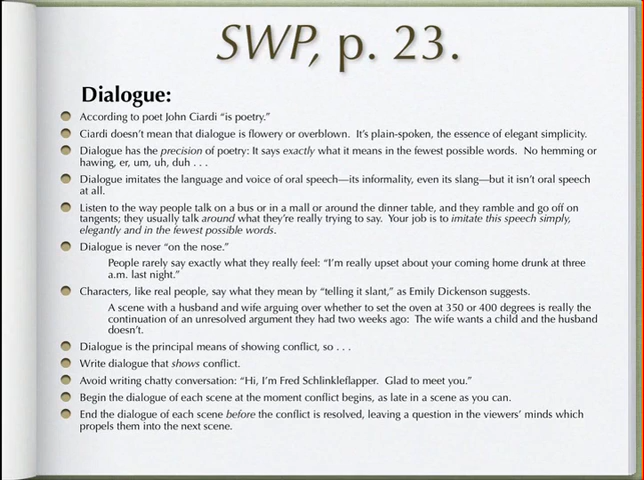 SWP, p. 23.
Dialogue:
According to poet John Ciardi “is poetry.”
Ciardi doesn’t mean that dialogue is flowery or overblown.  It’s plain-spoken, the essence of elegant simplicity.
Dialogue has the precision of poetry: It says exactly what it means in the fewest possible words.  No hemming or
hawing, er, um, uh, duh . . .
Dialogue imitates the language and voice of oral speech—its informality, even its slang—but it isn’t oral speech
at all.
Listen to the way people talk on a bus or in a mall or around the dinner table, and they ramble and go off on
tangents; they usually talk around what they’re really trying to say.  Your job is to imitate this speech simply,
elegantly and in the fewest possible words.
Dialogue is never “on the nose.”
People rarely say exactly what they really feel: “I’m really upset about your coming home drunk at three
a.m. last night.”
Characters, like real people, say what they mean by “telling it slant,” as Emily Dickenson suggests.
A scene with a husband and wife arguing over whether to set the oven at 350 or 400 degrees is really the
continuation of an unresolved argument they had two weeks ago:  The wife wants a child and the husband
doesn’t.
Dialogue is the principal means of showing conflict, so . . .
Write dialogue that shows conflict.
Avoid writing chatty conversation: “Hi, I’m Fred Schlinkleflapper.  Glad to meet you.”
Begin the dialogue of each scene at the moment conflict begins, as late in a scene as you can.
End the dialogue of each scene before the conflict is resolved, leaving a question in the viewers’ minds which
propels them into the next scene.